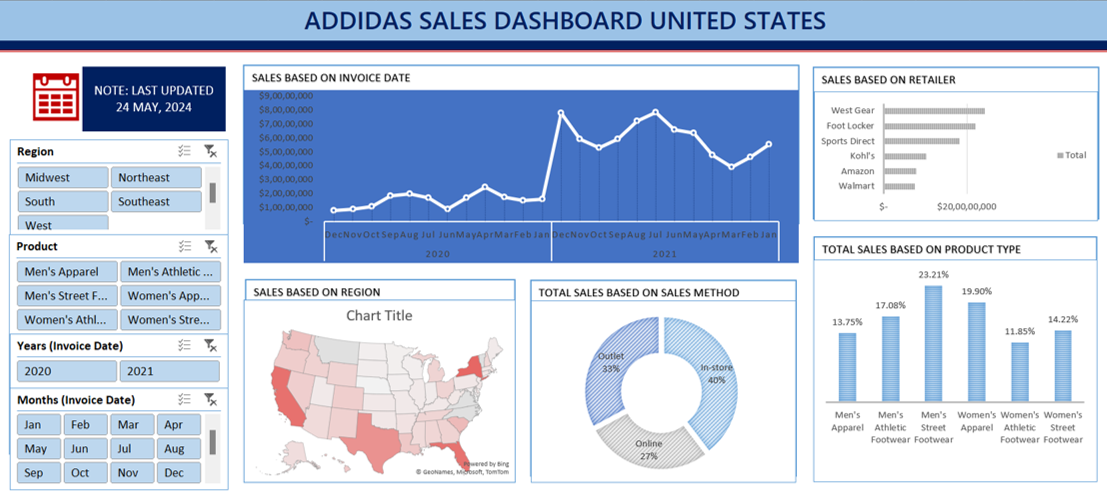 ADDIDAS SALES DASHBOARD UNITED STATES
NOTE: LAST UPDATED
24 MAY, 2024
Region
Midwest
Northeast
South
Southeast
West
Product
Men's Apparel
Men's Athletic ...
Men's Street F...
Women's App...
Women's Athl...
Women's Stre...
Years (Invoice Date)
2020
2021
Months (Invoice Date)
Jan
Feb
Mar
Apr
May
Jun
Jul
Aug
Sep
Oct
Nov
Dec
SALES BASED ON INVOICE DATE
$9,00,00,000
$8,00,00,000
$7,00,00,000
$6,00,00,000
$5,00,00,000
$4,00,00,000
$3,00,00,000
$2,00,00,000
$1,00,00,000
$-
Dec Nov Oct Sep Aug Jul Jun May Apr Mar Feb Jan Dec Nov Oct Sep Aug Jul Jun May Apr Mar Feb Jan
2020
2021
SALES BASED ON REGION
Chart Title
Powered by Bing
© GeoNames, Microsoft, TomTom
TOTAL SALES BASED ON SALES METHOD
Outlet
33%
In-store
40%
Online
27%
SALES BASED ON RETAILER
West Gear
Foot Locker
Sports Direct
Kohl's
Amazon
Walmart
Total
$-
$20,00,00,000
TOTAL SALES BASED ON PRODUCT TYPE
13.75%
17.08%
23.21%
19.90%
11.85%
14.22%
Men's
Apparel
Men's
Athletic
Footwear
Men's
Street
Footwear
Women's
Apparel
Women's
Athletic
Footwear
Women's
Street
Footwear